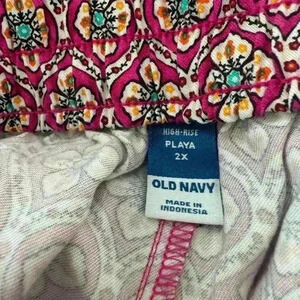 HIGH-RISE
PLAYA
2X
OLD NAVY
MADE IN
INDONESIA